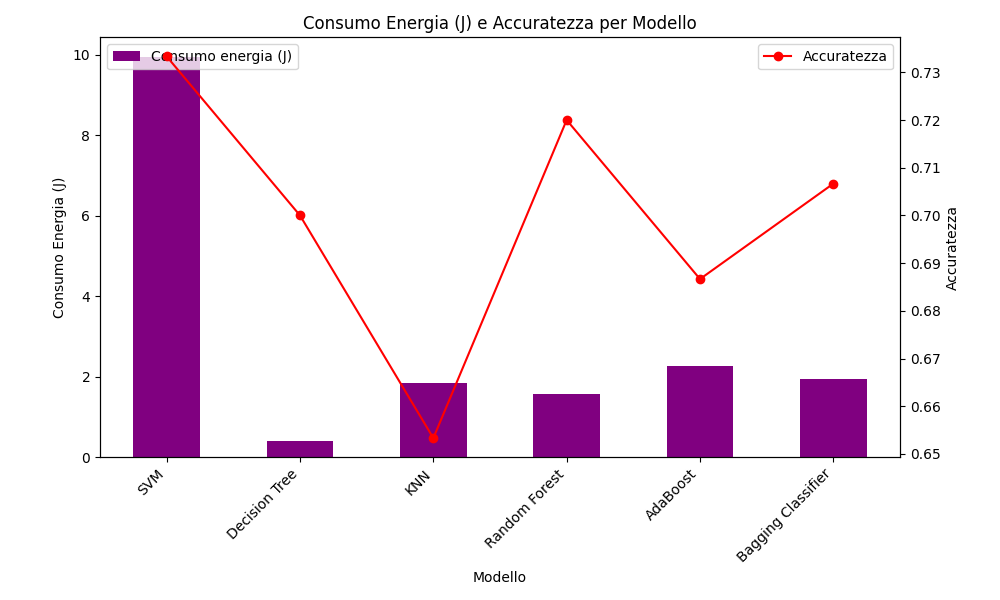 Consumo Energia (J) e Accuratezza per Modello
Consumo energia (J)
Accuratezza
10
8
6
4
2
0
Consumo Energia (J)
0.73
0.72
0.71
0.70
0.69
0.68
0.67
0.66
0.65
Accuratezza
SVM
Decision Tree
KNN
Random Forest
AdaBoost
Bagging Classifier
Modello